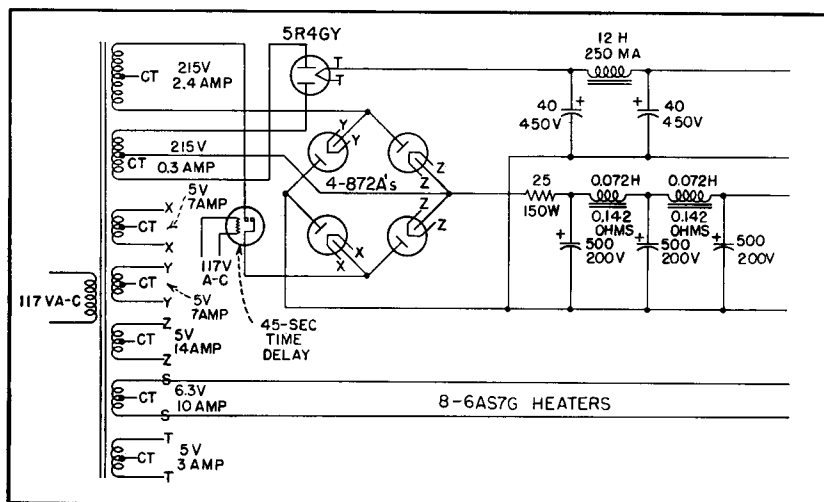 5R4GY
T
T
12 H
250 MA
CT
215V
2.4 AMP
+
40
450V
+
40
450V
Y
Y
Z
Z
CT
215V
0.3 AMP
4-872A's
25
150W
0.072H
0.142
OHMS
0.072H
0.142
OHMS
X
CT
X
5V
7AMP
117V
A-C
X
X
Z
Z
+
500
200V
+
500
200V
+
500
200V
117VA-C
Y
CT
Y
5V
7AMP
45-SEC
TIME
DELAY
Z
CT
Z
5V
14AMP
S
CT
S
6.3V
10 AMP
8-6AS7G HEATERS
T
CT
T
5V
3 AMP